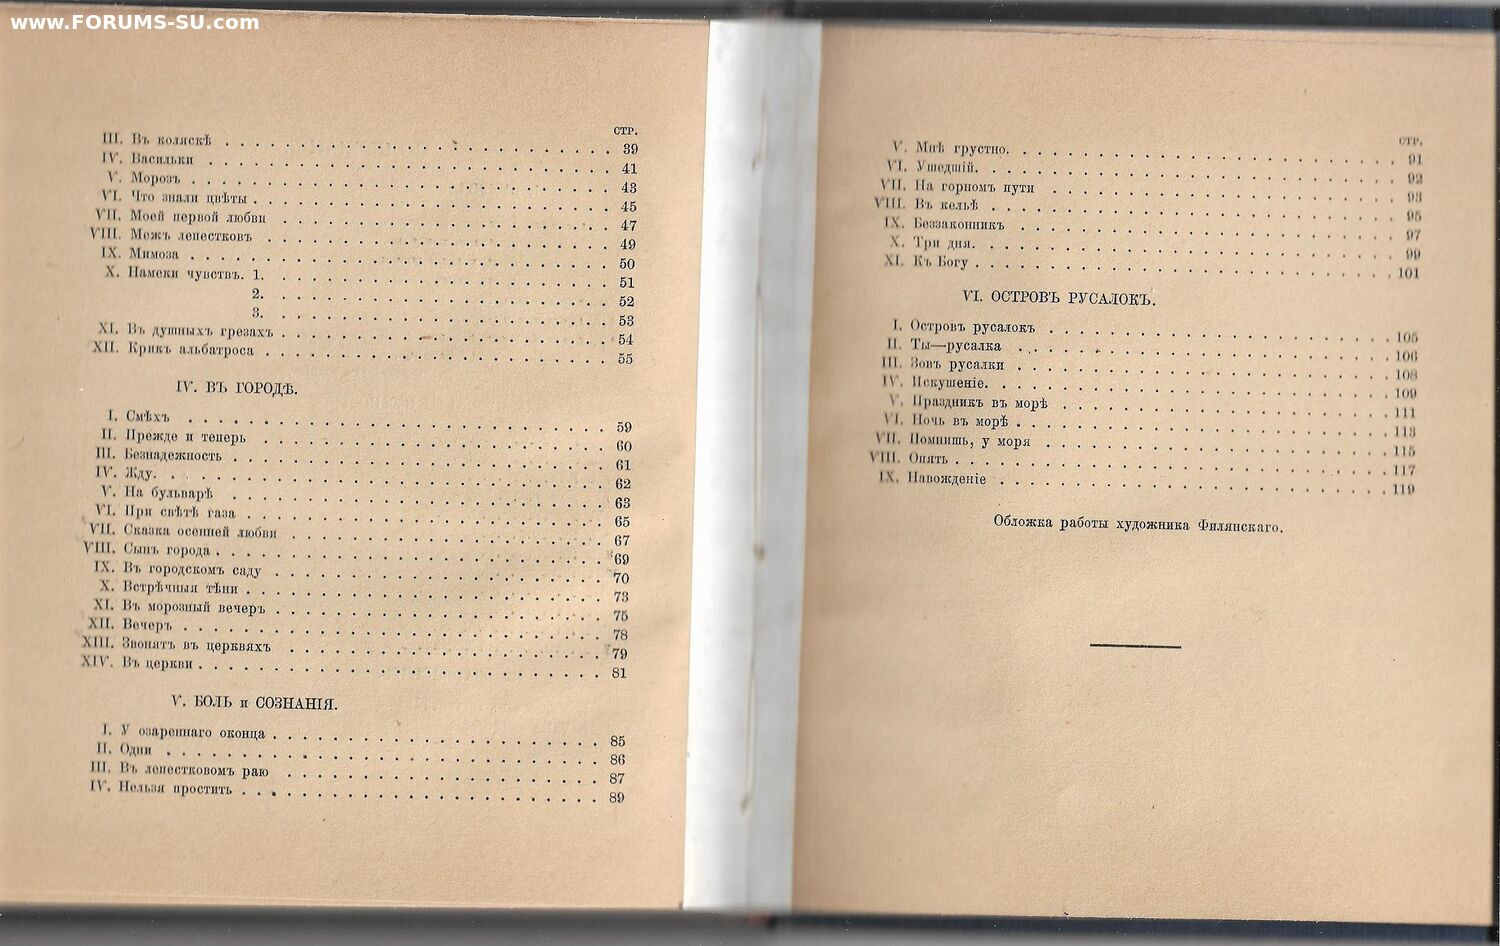 www.FORUMS-SU.com
стр.
III. Въ коляскѣ . . . 39
IV. Васильки . . . 41
V. Морозъ . . . 43
VI. Что знали цвѣты . . . 45
VII. Моей первой любви . . . 47
VIII. Межъ лепестковъ . . . 49
IX. Мимоза . . . 50
X. Намеки чувствъ. 1. . . . 51
2. . . . 52
3. . . . 53
XI. Въ душныхъ грезахъ . . . 54
XII. Крикъ альбатроса . . . 55
IV. ВЪ ГОРОДѢ.
I. Смѣхъ . . . 59
II. Прежде и теперь . . . 60
III. Безнадежность . . . 61
IV. Жду. . . . 62
V. На бульварѣ . . . 63
VI. При свѣтѣ газа . . . 65
VII. Сказка осенней любви . . . 67
VIII. Сынъ города . . . 69
IX. Въ городскомъ саду . . . 70
X. Встрѣчныя тѣни . . . 73
XI. Въ морозный вечеръ . . . 75
XII. Вечеръ . . . 78
XIII. Звонятъ въ церквяхъ . . . 79
XIV. Въ церкви . . . 81
V. БОЛЬ и СОЗНАНІЯ.
I. У озареннаго оконца . . . 85
II. Одни . . . 86
III. Въ лепестковомъ раю . . . 87
IV. Нельзя простить . . . 89
стр.
V. Мнѣ грустно. . . . 91
VI. Ушедшій. . . . 92
VII. На горномъ пути . . . 93
VIII. Въ кельѣ . . . 95
IX. Беззаконникъ . . . 97
X. Три дня. . . . 99
XI. Къ Богу . . . 101
VI. ОСТРОВЪ РУСАЛОКЪ.
I. Островъ русалокъ . . . 105
II. Ты—русалка . . . 106
III. Зовъ русалки . . . 108
IV. Искушеніе. . . . 109
V. Праздникъ въ морѣ . . . 111
VI. Ночь въ морѣ . . . 113
VII. Помнишь, у моря . . . 115
VIII. Опять . . . 117
IX. Навожденіе . . . 119
Обложка работы художника Филянскаго.